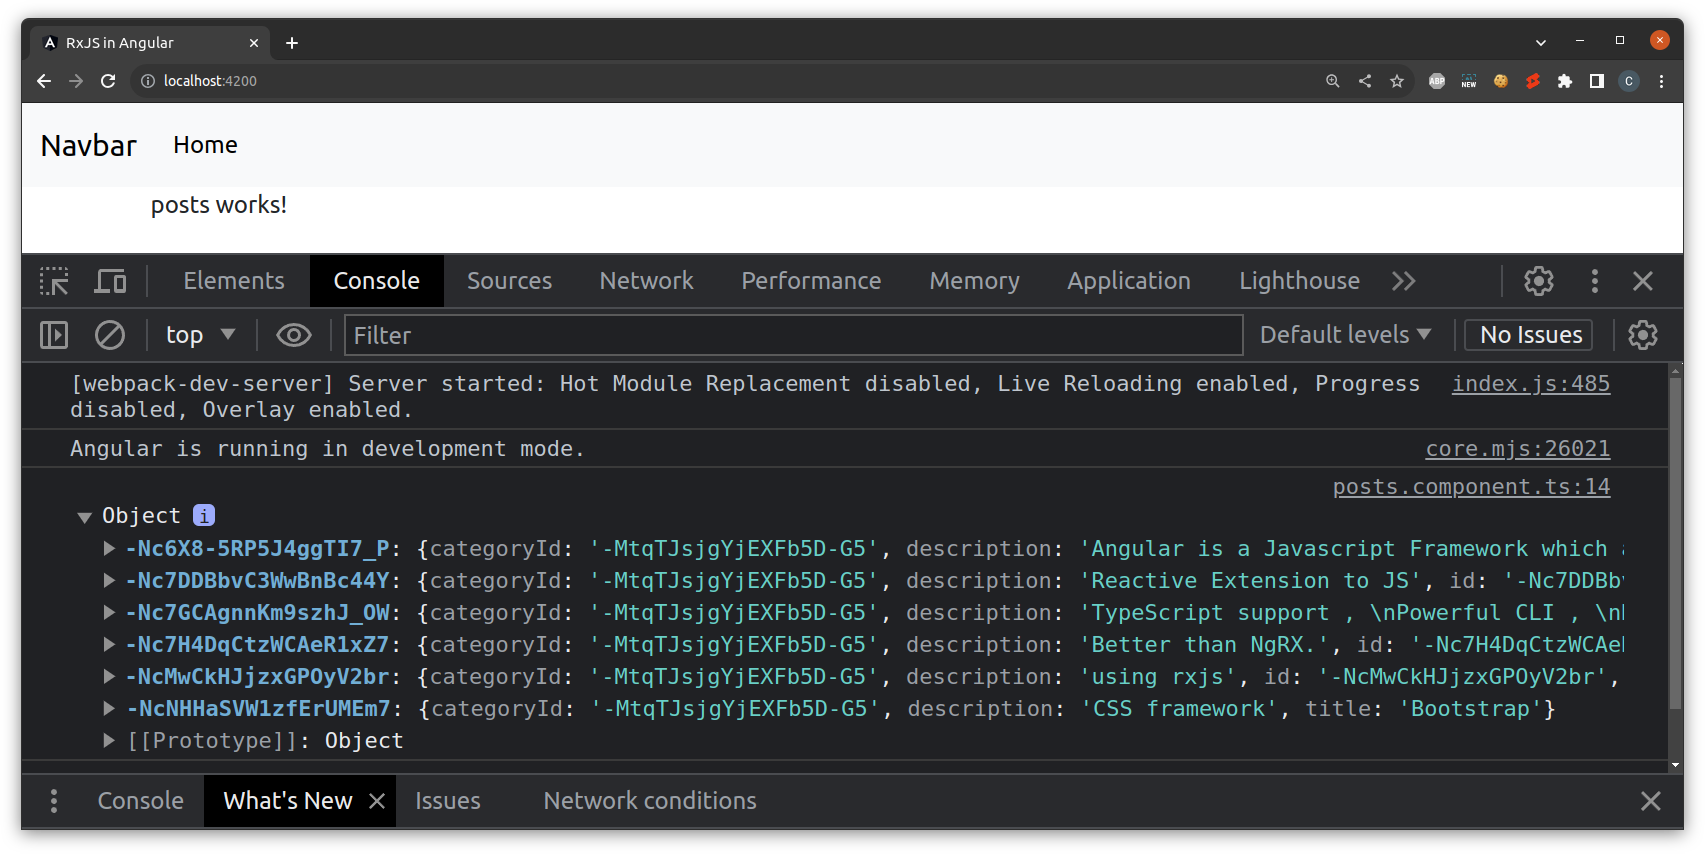 RxJS in Angular
localhost:4200
ABP
NEW
C
Navbar Home
posts works!
Elements Console Sources Network Performance Memory Application Lighthouse
top Filter Default levels No Issues
[webpack-dev-server] Server started: Hot Module Replacement disabled, Live Reloading enabled, Progress index.js:485
disabled, Overlay enabled.
Angular is running in development mode. core.mjs:26021
posts.component.ts:14
Object i
-Nc6X8-5RP5J4ggTI7_P: {categoryId: '-MtqTJsjgYjEXFb5D-G5', description: 'Angular is a Javascript Framework which
-Nc7DDBbvC3WwBnBc44Y: {categoryId: '-MtqTJsjgYjEXFb5D-G5', description: 'Reactive Extension to JS', id: '-Nc7DDBbv
-Nc7GCAgnnKm9szhJ_OW: {categoryId: '-MtqTJsjgYjEXFb5D-G5', description: 'TypeScript support , \nPowerful CLI , \n
-Nc7H4DqCtzWCAeR1xZ7: {categoryId: '-MtqTJsjgYjEXFb5D-G5', description: 'Better than NgRX.', id: '-Nc7H4DqCtzWCAe
-NcMwCkHJjzxGPOyV2br: {categoryId: '-MtqTJsjgYjEXFb5D-G5', description: 'using rxjs', id: '-NcMwCkHJjzxGPOyV2br',
-NcNHHaSVW1zfErUMEm7: {categoryId: '-MtqTJsjgYjEXFb5D-G5', description: 'CSS framework', title: 'Bootstrap'}
[[Prototype]]: Object
Console What's New Issues Network conditions